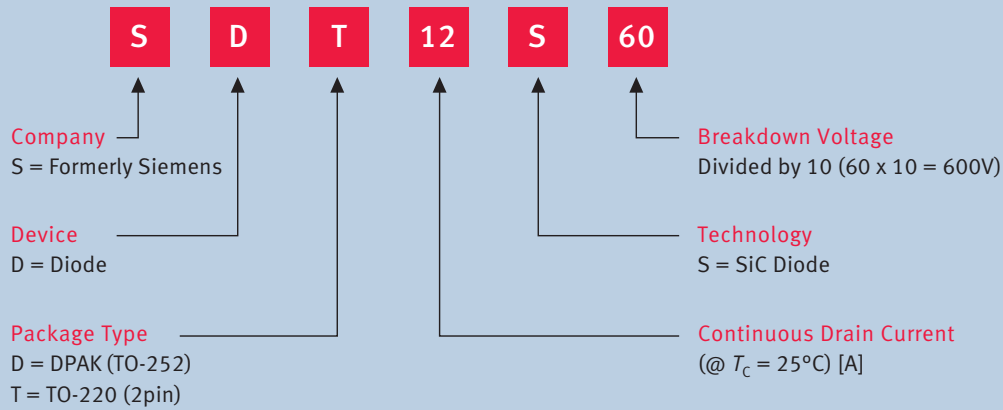 S D T 12 S 60
Company
S = Formerly Siemens
Device
D = Diode
Package Type
D = DPAK (TO-252)
T = TO-220 (2pin)
Breakdown Voltage
Divided by 10 (60 x 10 = 600V)
Technology
S = SiC Diode
Continuous Drain Current
(@ T_C = 25°C) [A]